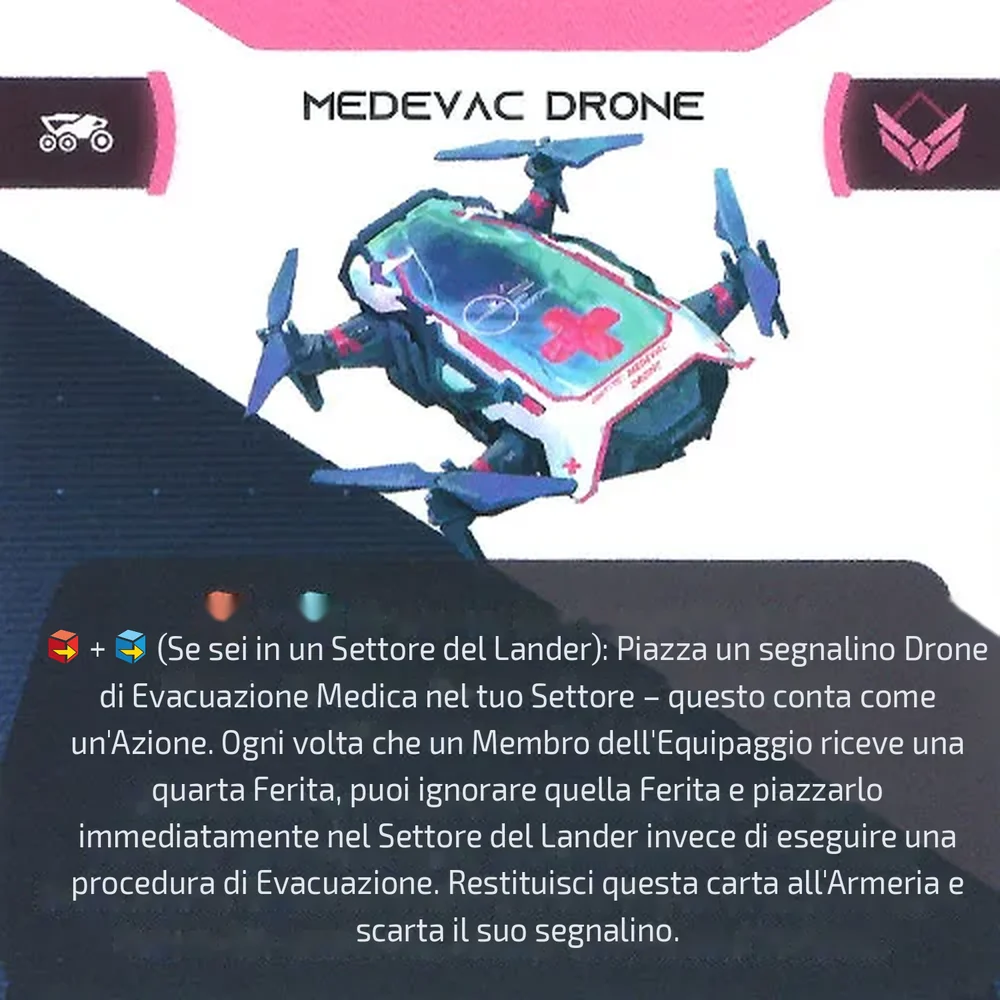 MEDEVAC DRONE
MEDEVAC
DRONE
+ (Se sei in un Settore del Lander): Piazza un segnalino Drone
di Evacuazione Medica nel tuo Settore – questo conta come
un'Azione. Ogni volta che un Membro dell'Equipaggio riceve una
quarta Ferita, puoi ignorare quella Ferita e piazzarlo
immediatamente nel Settore del Lander invece di eseguire una
procedura di Evacuazione. Restituisci questa carta all'Armeria e
scarta il suo segnalino.